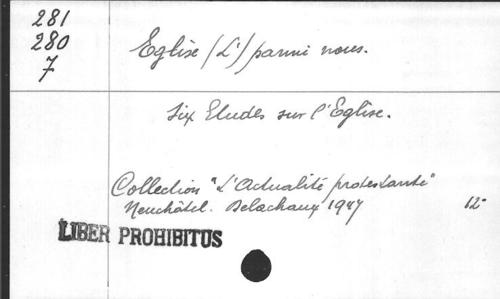 281
280
7
Eglise (L') parmi nous.
Six Etudes sur l'Eglise.
Collection "L'Actualité protestante"
Neuchâtel. Delachaux 1947 12-
LIBER PROHIBITUS